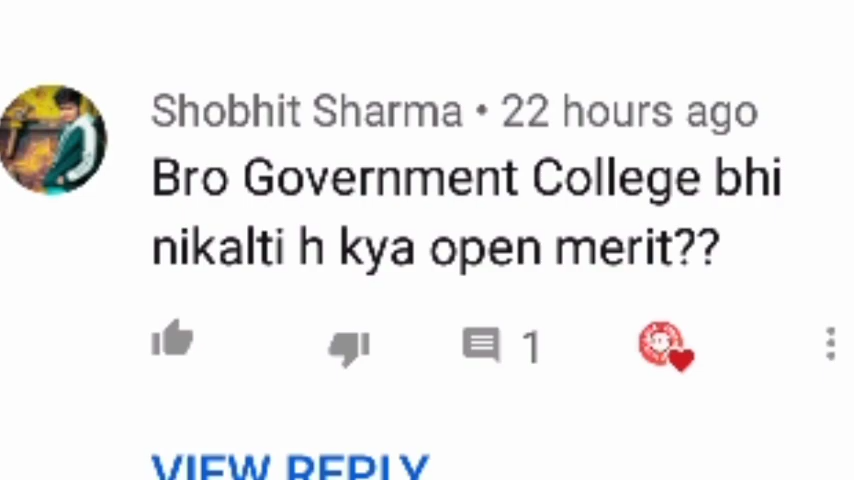 Shobhit Sharma • 22 hours ago
Bro Government College bhi
nikalti h kya open merit??
1
VIEW REPLY